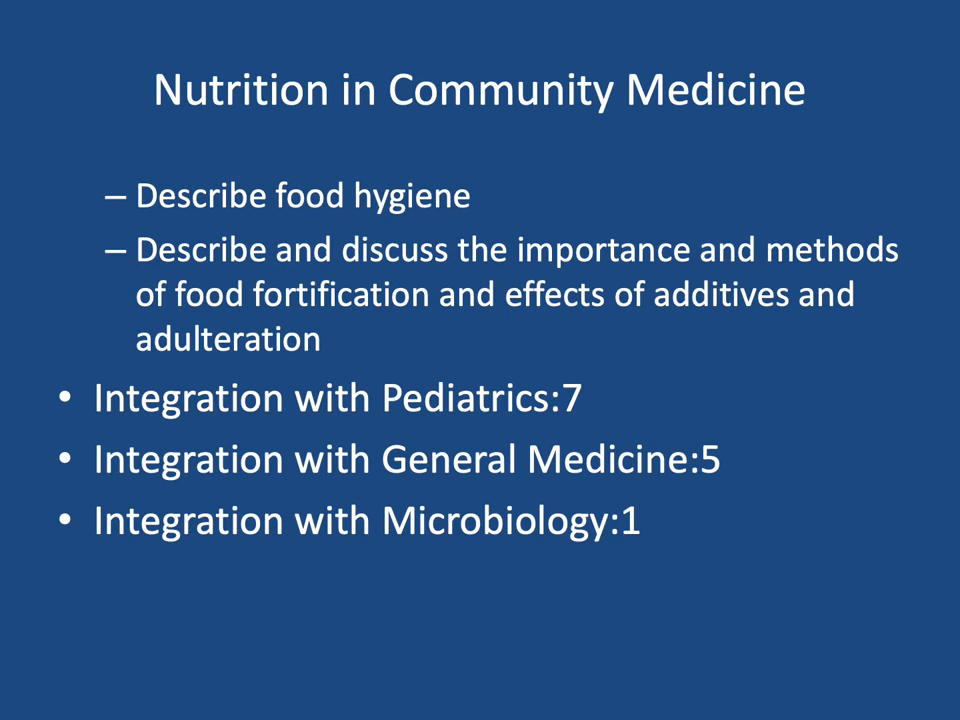 Nutrition in Community Medicine
– Describe food hygiene
– Describe and discuss the importance and methods
of food fortification and effects of additives and
adulteration
• Integration with Pediatrics:7
• Integration with General Medicine:5
• Integration with Microbiology:1